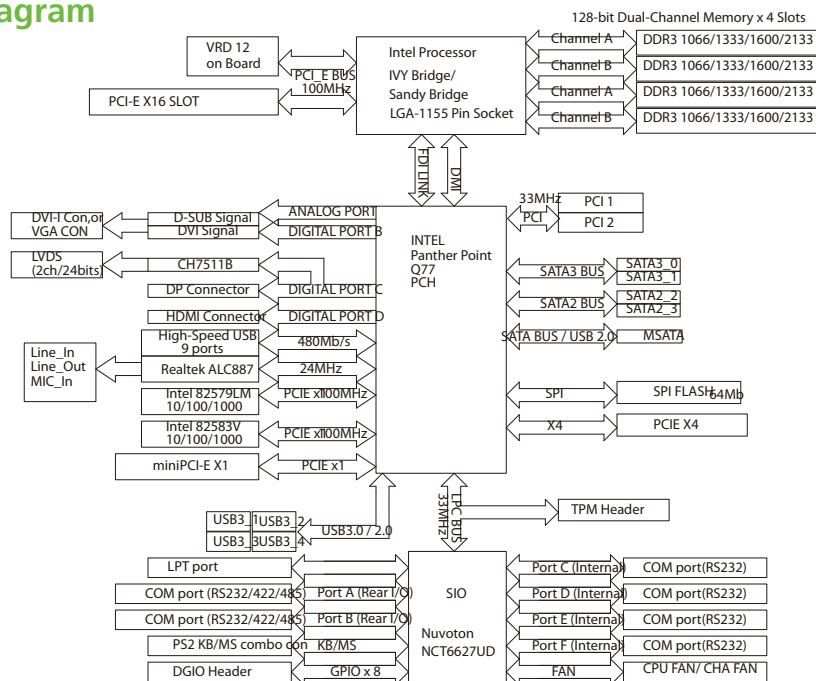 agram
128-bit Dual-Channel Memory x 4 Slots
VRD 12
on Board
PCI_E BUS
100MHz
PCI-E X16 SLOT
Intel Processor
IVY Bridge/
Sandy Bridge
LGA-1155 Pin Socket
Channel A
DDR3 1066/1333/1600/2133
Channel B
DDR3 1066/1333/1600/2133
Channel A
DDR3 1066/1333/1600/2133
Channel B
DDR3 1066/1333/1600/2133
FDI LINK
DMI
DVI-I Con,or
VGA CON
D-SUB Signal
DVI Signal
ANALOG PORT
DIGITAL PORT B
LVDS
(2ch/24bits)
CH7511B
DP Connector
DIGITAL PORT C
HDMI Connector
DIGITAL PORT D
High-Speed USB
9 ports
480Mb/s
Line_In
Line_Out
MIC_In
Realtek ALC887
24MHz
Intel 82579LM
10/100/1000
PCIE x1
100MHz
Intel 82583V
10/100/1000
PCIE x1
100MHz
miniPCI-E X1
PCIE x1
INTEL
Panther Point
Q77
PCH
33MHz
PCI
PCI 1
PCI 2
SATA3 BUS
SATA3_0
SATA3_1
SATA2 BUS
SATA2_2
SATA2_3
SATA BUS / USB 2.0
MSATA
SPI
SPI FLASH
64Mb
X4
PCIE X4
USB3_1
USB3_2
USB3_3
USB3_4
USB3.0 / 2.0
LPC BUS
33MHz
TPM Header
LPT port
COM port (RS232/422/485)
Port A (Rear I/O)
COM port (RS232/422/485)
Port B (Rear I/O)
PS2 KB/MS combo con
KB/MS
DGIO Header
GPIO x 8
SIO
Nuvoton
NCT6627UD
Port C (Internal)
COM port(RS232)
Port D (Internal)
COM port(RS232)
Port E (Internal)
COM port(RS232)
Port F (Internal)
COM port(RS232)
FAN
CPU FAN/ CHA FAN